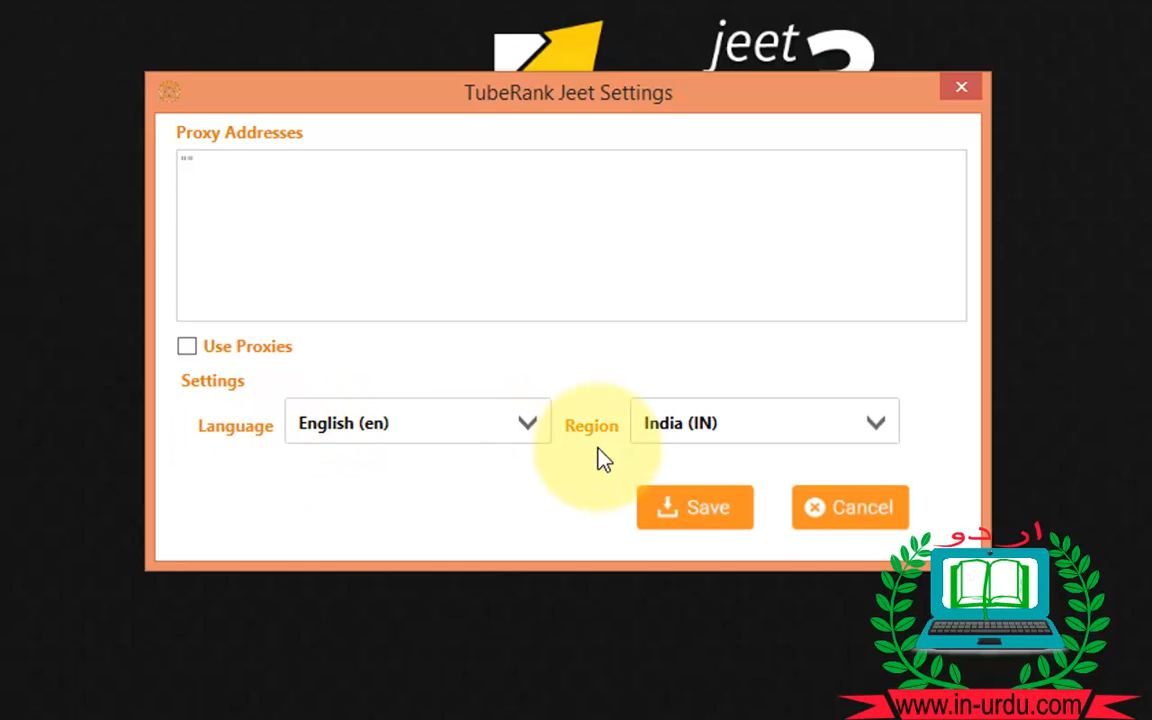 jeet 3
TubeRank Jeet Settings
Proxy Addresses
""
Use Proxies
Settings
Language English (en) Region India (IN)
Save Cancel
اردو
www.in-urdu.com